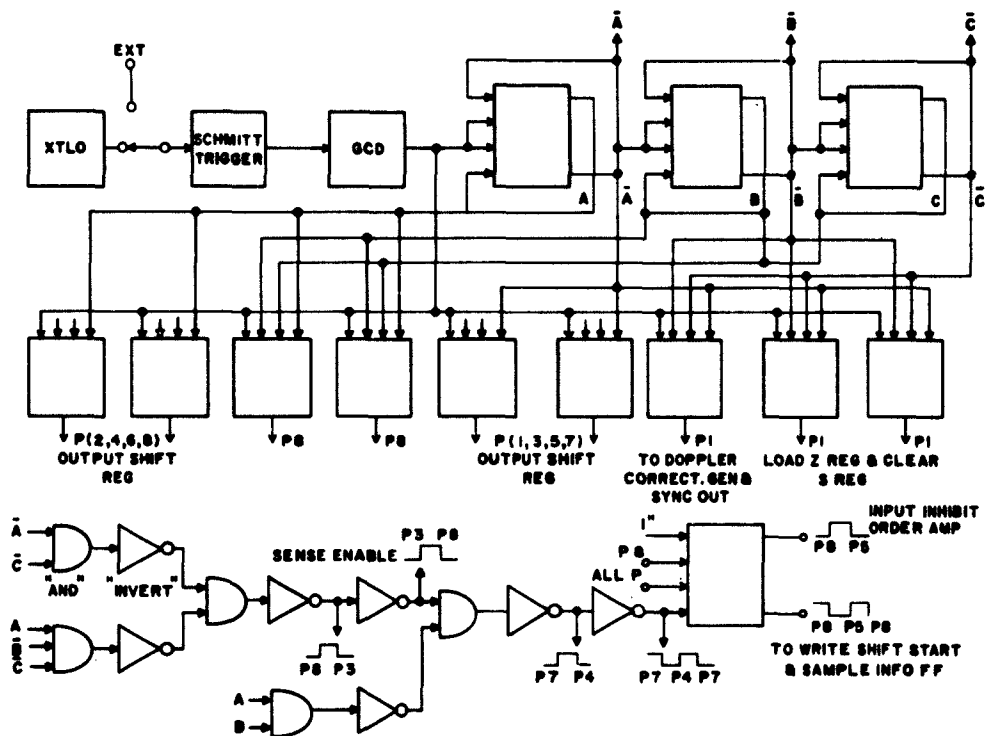 Ā B̄ C̄
EXT
XTLO
SCHMITT
TRIGGER
GCD
A Ā B B̄ C C̄
P(2,4,6,8)
OUTPUT SHIFT
REG
P8
P8
P(1,3,5,7)
OUTPUT SHIFT
REG
P1
TO DOPPLER
CORRECT. GEN &
SYNC OUT
P1
P1
LOAD Z REG & CLEAR
S REG
Ā
C̄
"AND"
"INVERT"
A
B̄
C̄
SENSE ENABLE
P3 P8
P8 P3
A
B
P7 P4
P7 P4 P7
1"
P8
ALL P
INPUT INHIBIT
ORDER AMP
P8 P5
P8 P5 P8
TO WRITE SHIFT START
& SAMPLE INFO FF